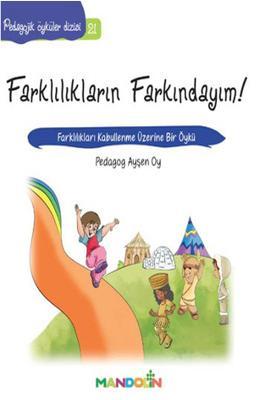 Pedagojik öyküler dizisi 21
Farklılıkların Farkındayım!
Farklılıkları Kabullenme Üzerine Bir Öykü
Pedagog Ayşen Oy
MANDOLİN